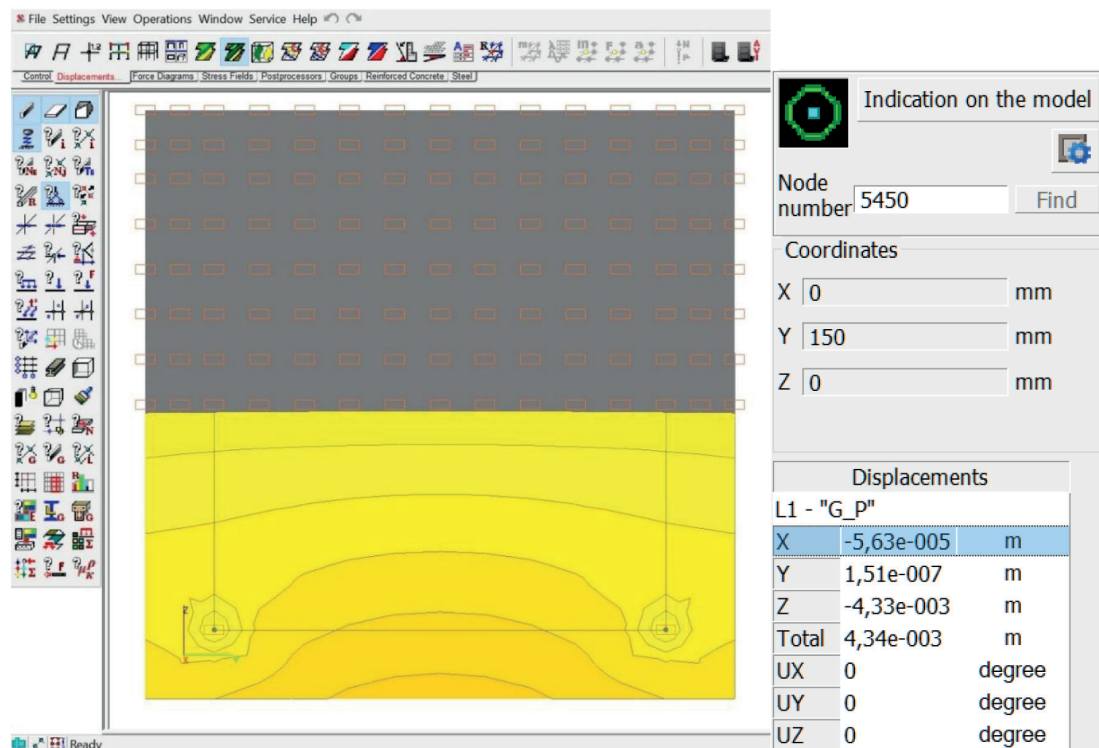 File Settings View Operations Window Service Help
Control Displacements... Force Diagrams Stress Fields Postprocessors Groups Reinforced Concrete Steel
Indication on the model
Node
number 5450 Find
Coordinates
X 0 mm
Y 150 mm
Z 0 mm
Displacements
L1 - "G_P"
X -5,63e-005 m
Y 1,51e-007 m
Z -4,33e-003 m
Total 4,34e-003 m
UX 0 degree
UY 0 degree
UZ 0 degree
Z
X
Ready